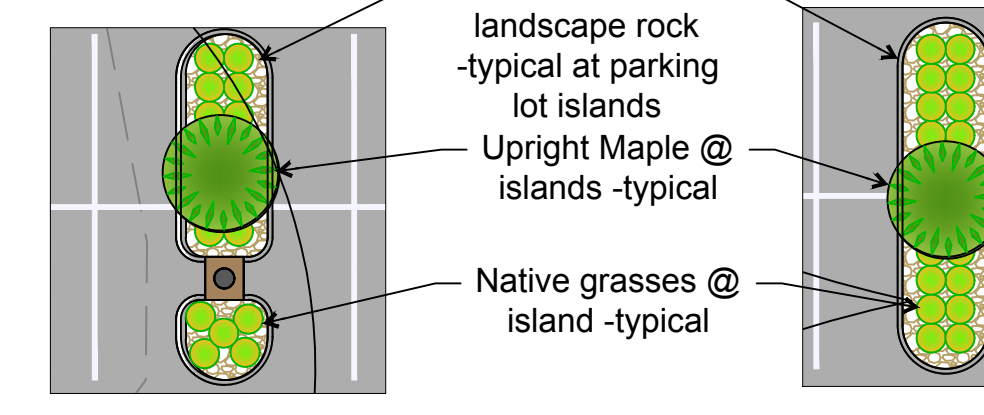 landscape rock
-typical at parking
lot islands
Upright Maple @
islands -typical
Native grasses @
island -typical